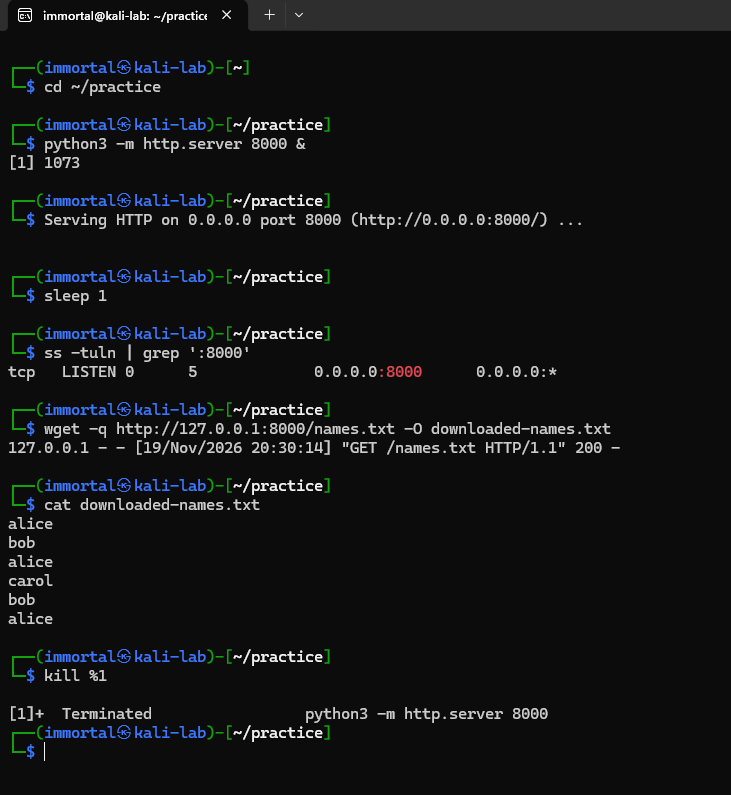 immortal@kali-lab: ~/practice
┌──(immortal㉿kali-lab)-[~]
└─$ cd ~/practice
┌──(immortal㉿kali-lab)-[~/practice]
└─$ python3 -m http.server 8000 &
[1] 1073
┌──(immortal㉿kali-lab)-[~/practice]
└─$ Serving HTTP on 0.0.0.0 port 8000 (http://0.0.0.0:8000/) ...
┌──(immortal㉿kali-lab)-[~/practice]
└─$ sleep 1
┌──(immortal㉿kali-lab)-[~/practice]
└─$ ss -tuln | grep ':8000'
tcp   LISTEN 0      5             0.0.0.0:8000      0.0.0.0:*
┌──(immortal㉿kali-lab)-[~/practice]
└─$ wget -q http://127.0.0.1:8000/names.txt -O downloaded-names.txt
127.0.0.1 - - [19/Nov/2026 20:30:14] "GET /names.txt HTTP/1.1" 200 -
┌──(immortal㉿kali-lab)-[~/practice]
└─$ cat downloaded-names.txt
alice
bob
alice
carol
bob
alice
┌──(immortal㉿kali-lab)-[~/practice]
└─$ kill %1
[1]+  Terminated                 python3 -m http.server 8000
┌──(immortal㉿kali-lab)-[~/practice]
└─$